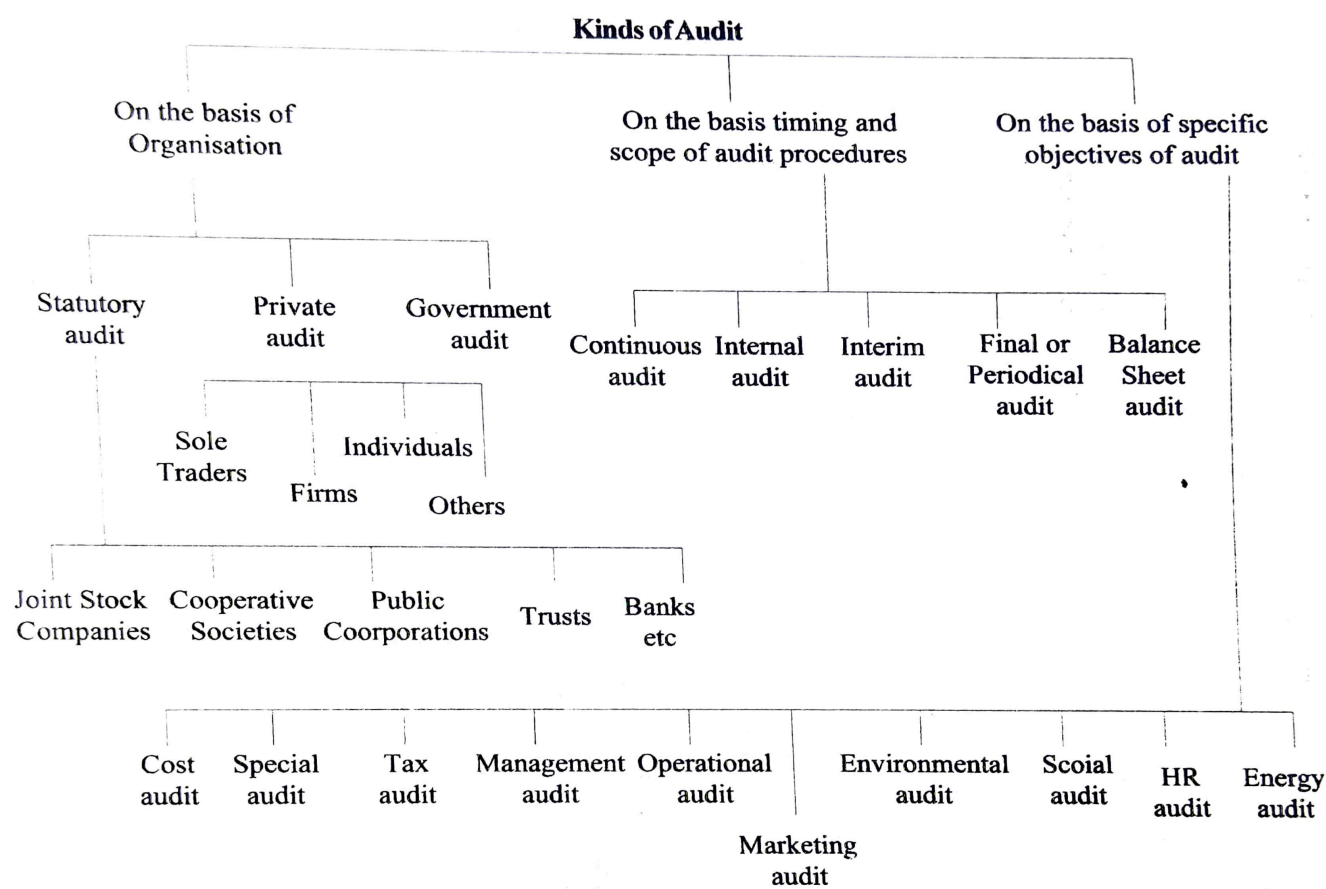 Kinds of Audit
On the basis of
Organisation
On the basis timing and
scope of audit procedures
On the basis of specific
objectives of audit
Statutory
audit
Private
audit
Government
audit
Continuous
audit
Internal
audit
Interim
audit
Final or
Periodical
audit
Balance
Sheet
audit
Sole
Traders
Firms
Individuals
Others
Joint Stock
Companies
Cooperative
Societies
Public
Coorporations
Trusts
Banks
etc
Cost
audit
Special
audit
Tax
audit
Management
audit
Operational
audit
Marketing
audit
Environmental
audit
Scoial
audit
HR
audit
Energy
audit